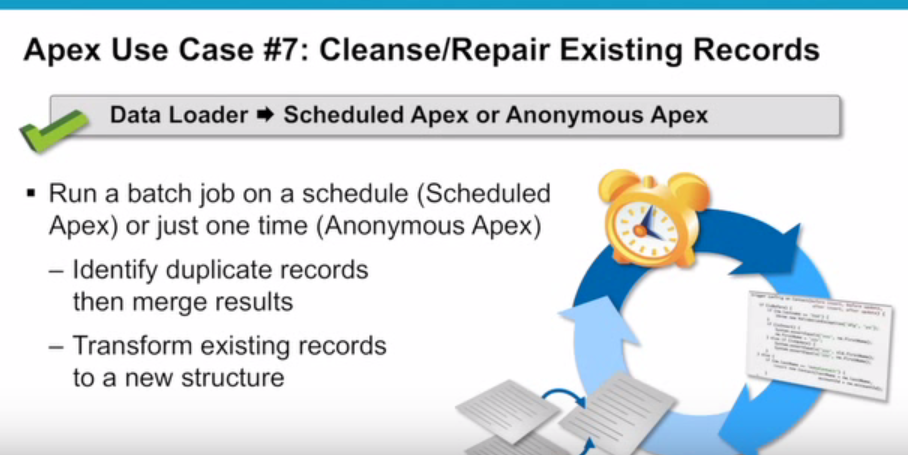 Apex Use Case #7: Cleanse/Repair Existing Records
Data Loader ➡ Scheduled Apex or Anonymous Apex
▪ Run a batch job on a schedule (Scheduled
Apex) or just one time (Anonymous Apex)
– Identify duplicate records
then merge results
– Transform existing records
to a new structure